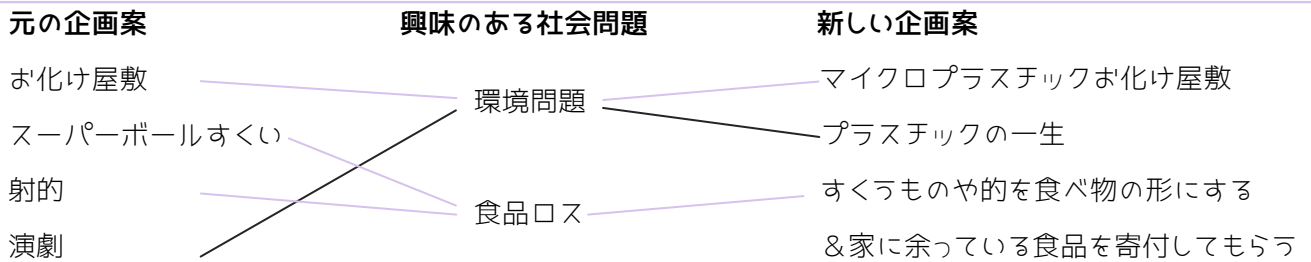 元の企画案
興味のある社会問題
新しい企画案
お化け屋敷
環境問題
マイクロプラスチックお化け屋敷
スーパーボールすくい
プラスチックの一生
射的
食品ロス
すくうものや的を食べ物の形にする
演劇
&家に余っている食品を寄付してもらう